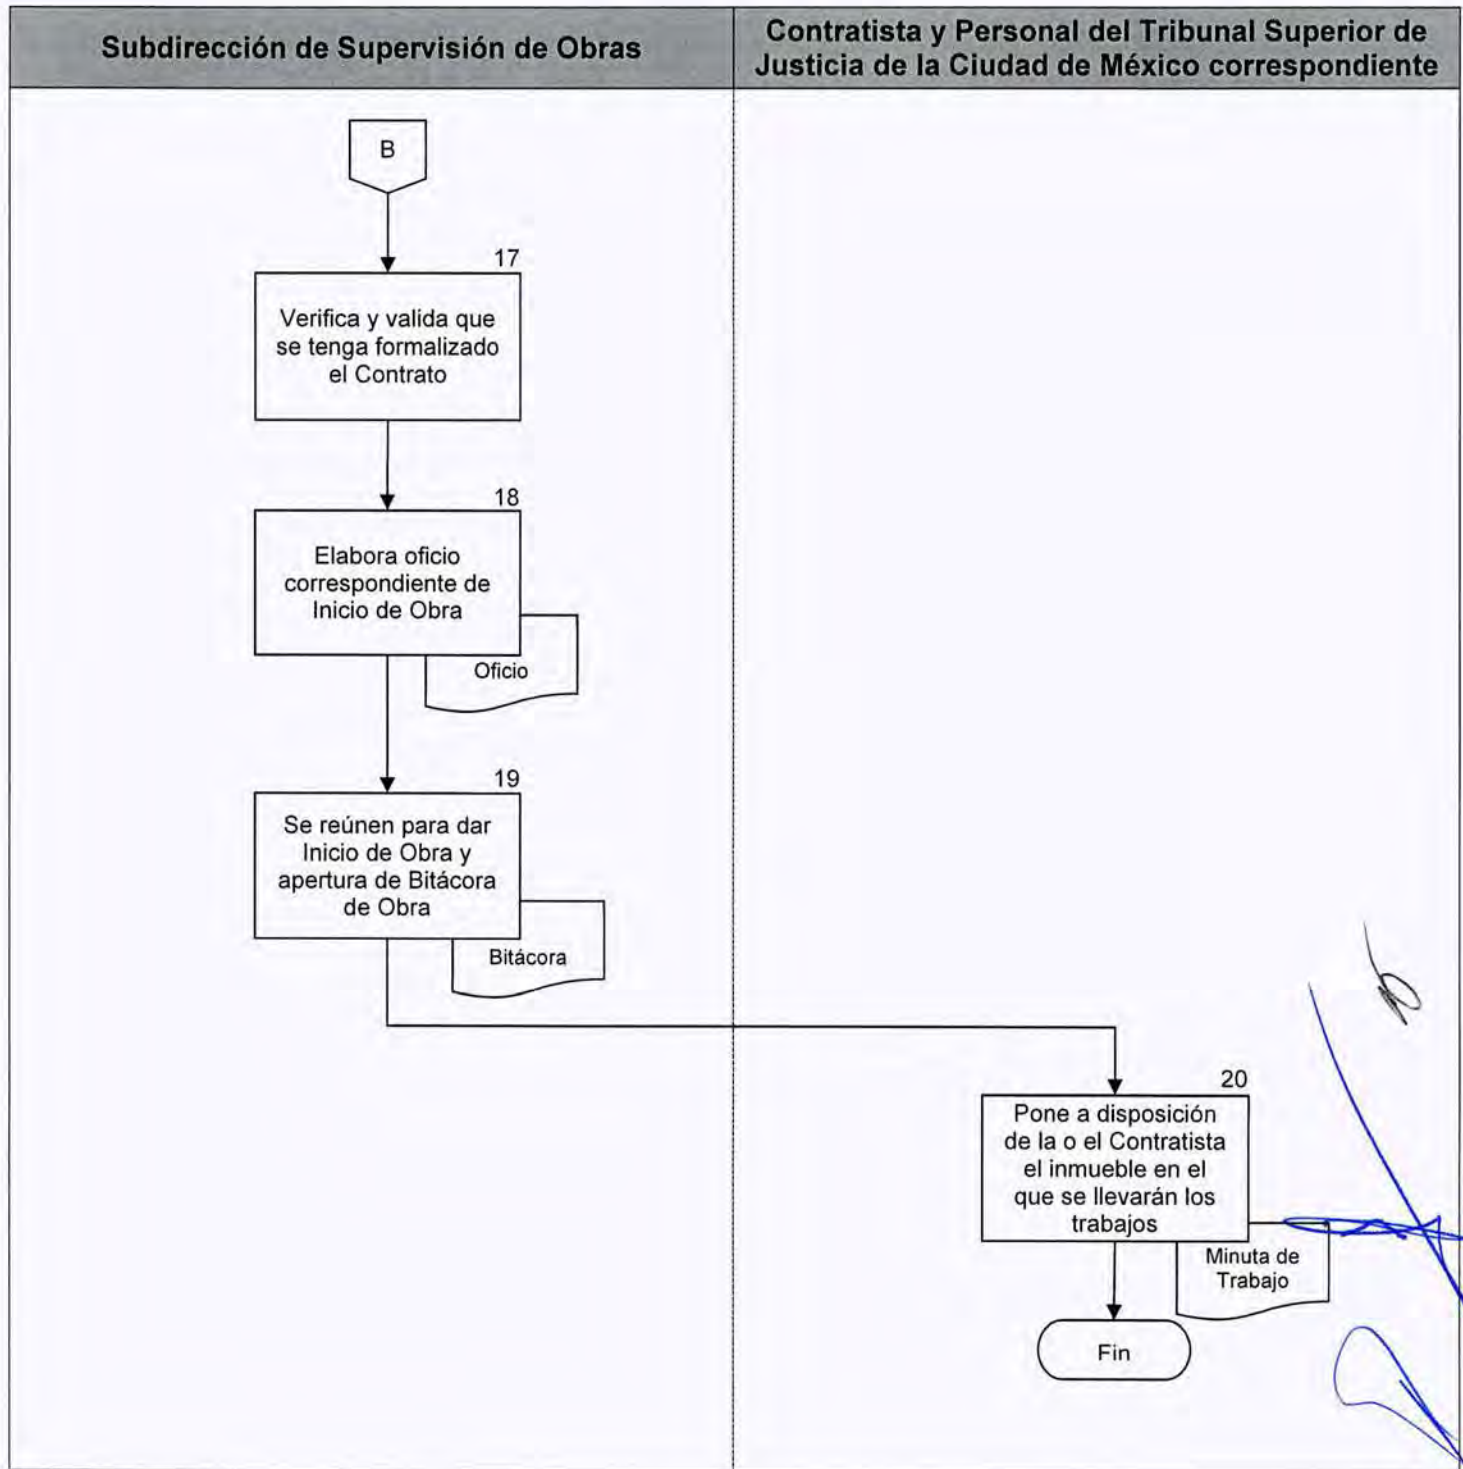 Subdirección de Supervisión de Obras
Contratista y Personal del Tribunal Superior de
Justicia de la Ciudad de México correspondiente
B
17
Verifica y valida que
se tenga formalizado
el Contrato
18
Elabora oficio
correspondiente de
Inicio de Obra
Oficio
19
Se reúnen para dar
Inicio de Obra y
apertura de Bitácora
de Obra
Bitácora
20
Pone a disposición
de la o el Contratista
el inmueble en el
que se llevarán los
trabajos
Minuta de
Trabajo
Fin